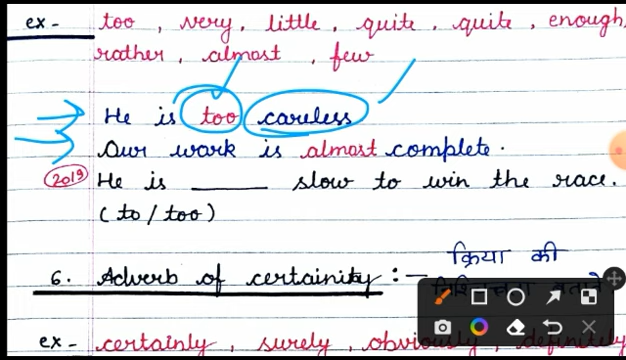 ex - too , very , little , quite , quite , enough,
rather , almost , few
He is too careless
Our work is almost complete .
2019 He is ______ slow to win the race.
( to / too )
6. Adverb of certainity : - क्रिया की
ex - certainly , surely , obviously , definitely